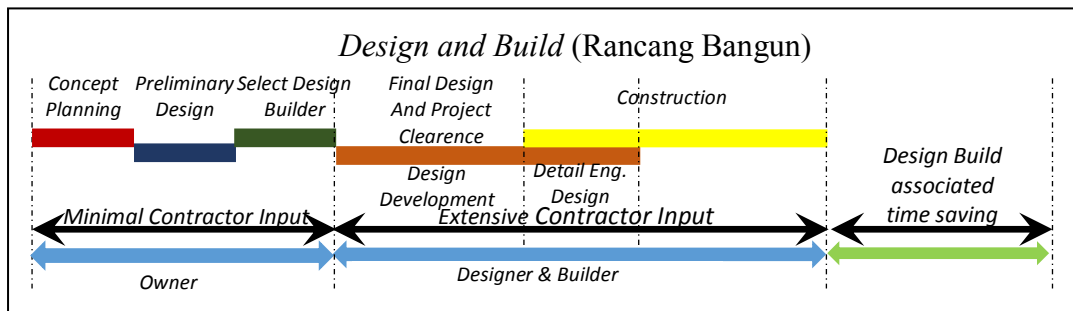 Design and Build (Rancang Bangun)
Concept
Planning
Preliminary
Design
Select Design
Builder
Final Design
And Project
Clearence
Construction
Design
Development
Detail Eng.
Design
Design Build
associated
time saving
Minimal Contractor Input
Extensive Contractor Input
Owner
Designer & Builder